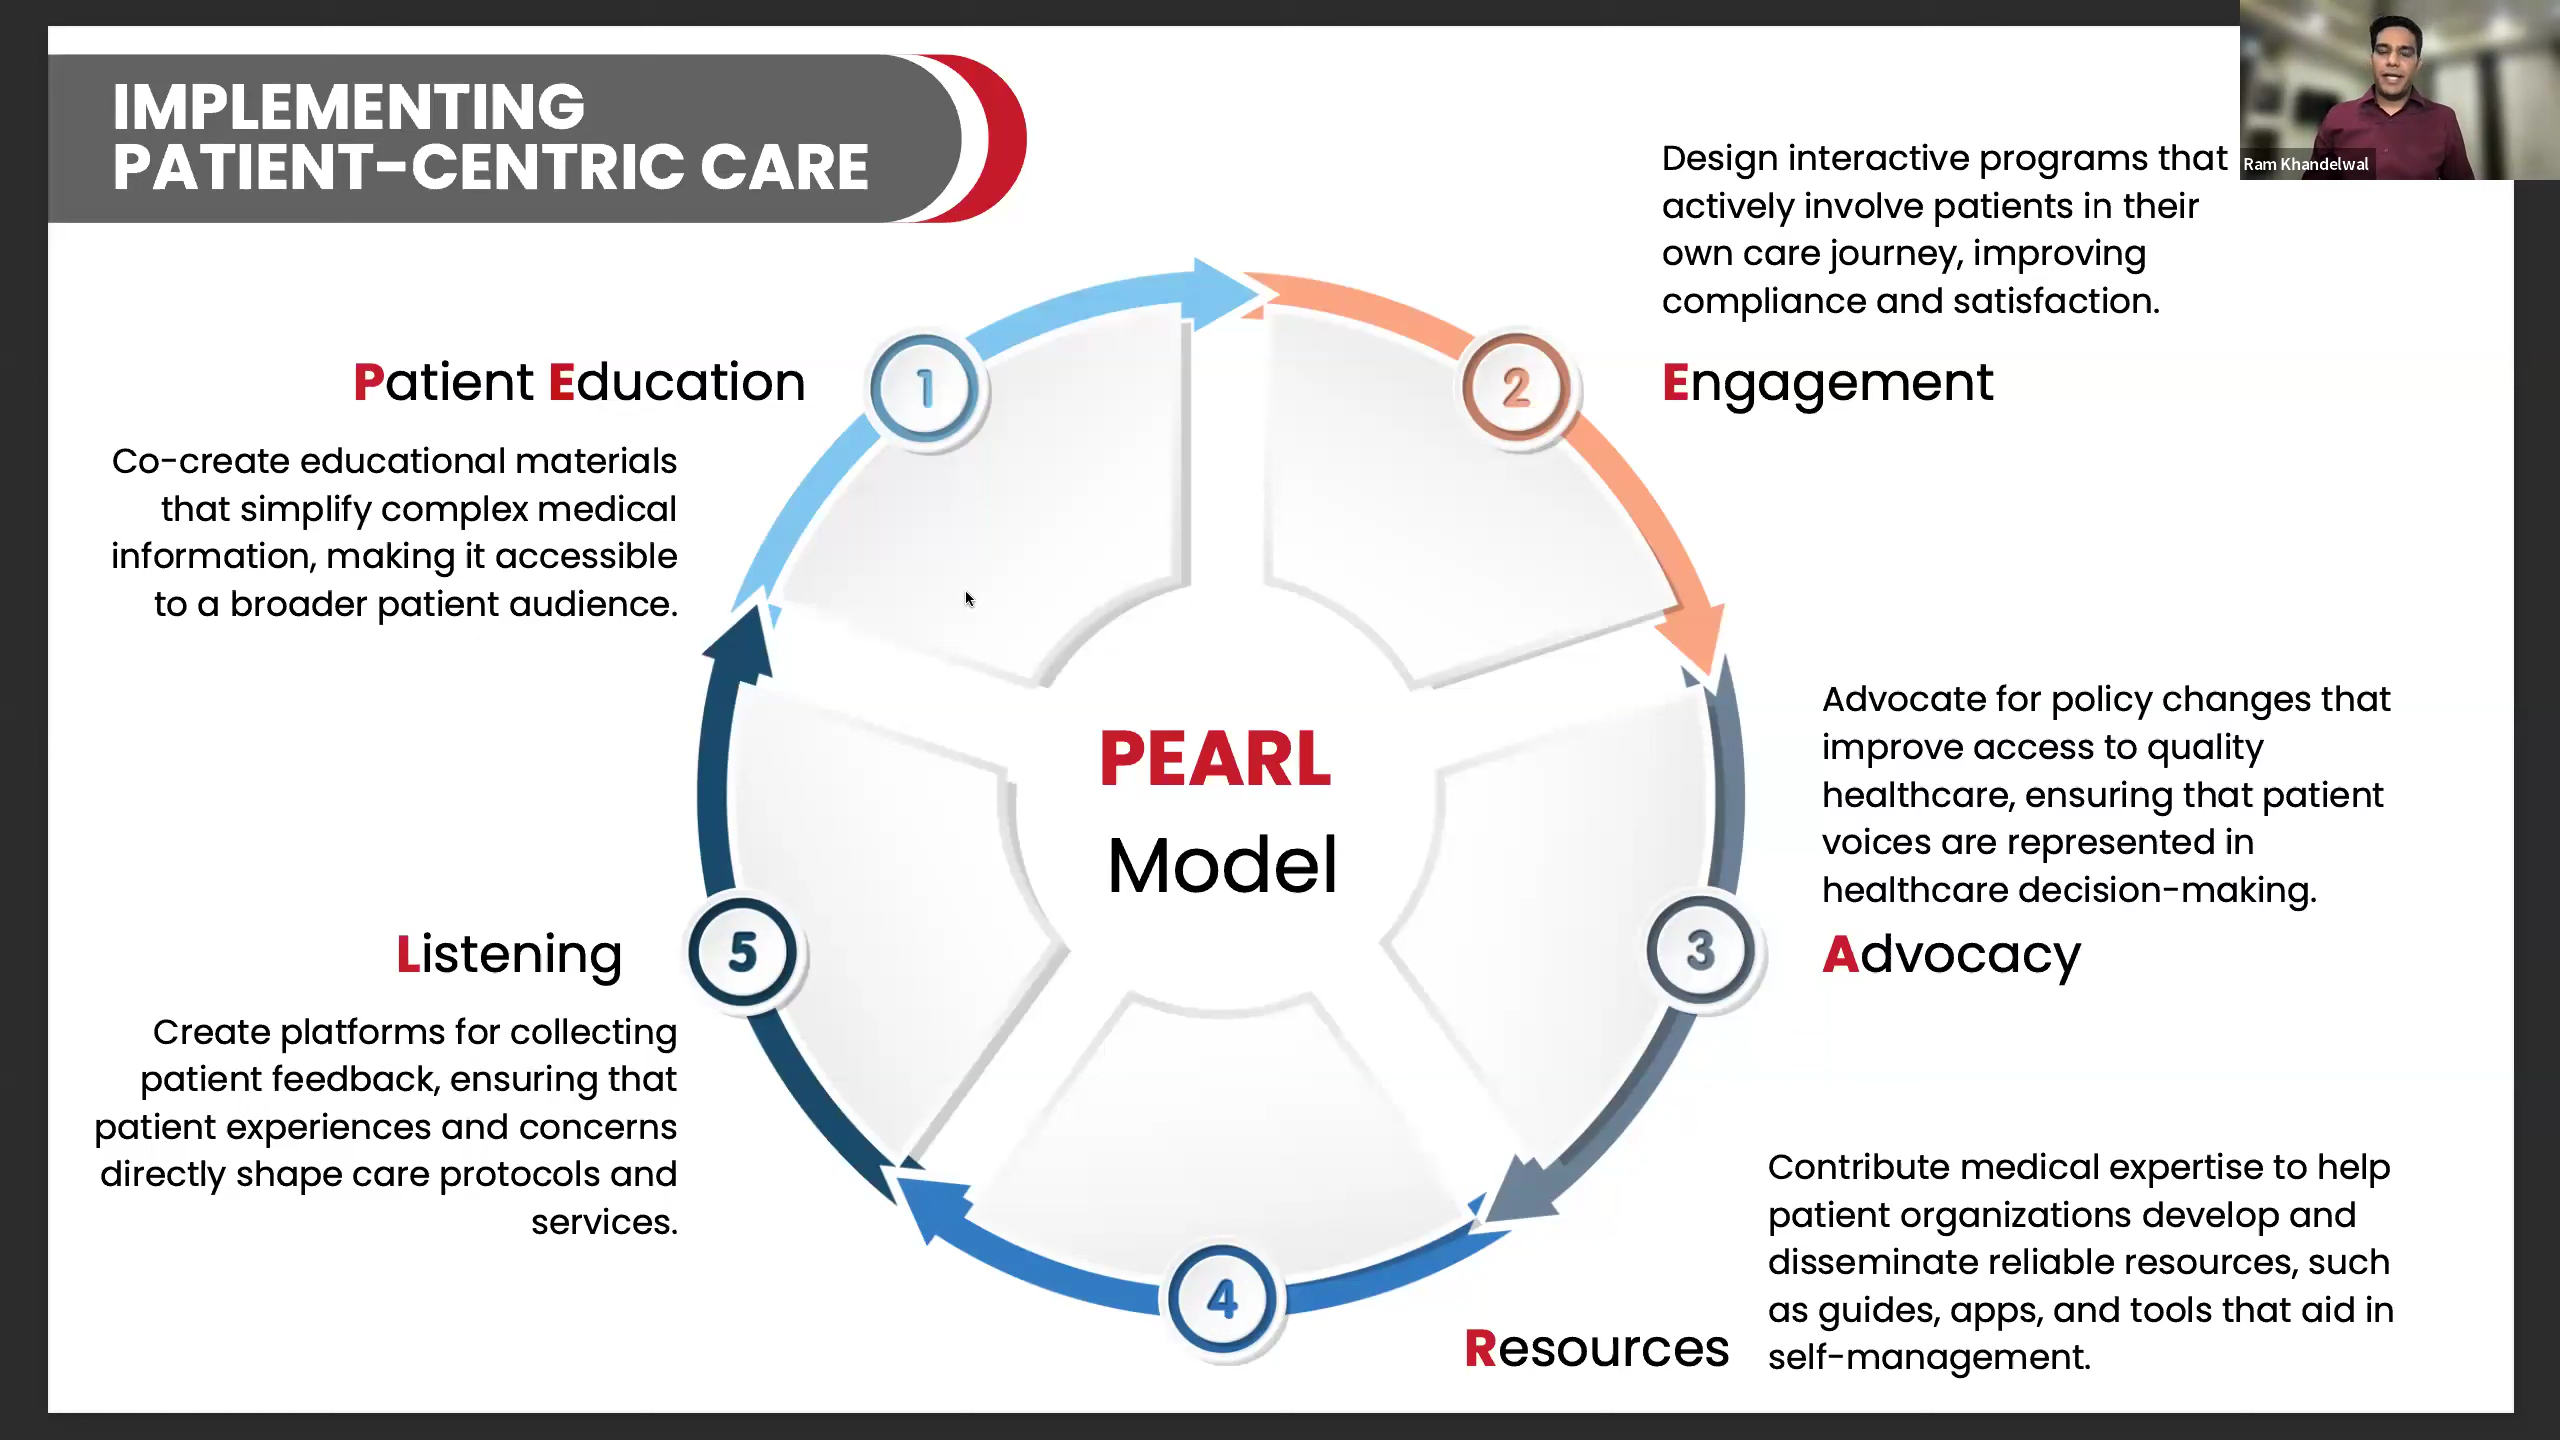 IMPLEMENTING
PATIENT-CENTRIC CARE
Ram Khandelwal
Patient Education
1
Co-create educational materials
that simplify complex medical
information, making it accessible
to a broader patient audience.
Design interactive programs that
actively involve patients in their
own care journey, improving
compliance and satisfaction.
2
Engagement
Advocate for policy changes that
improve access to quality
healthcare, ensuring that patient
voices are represented in
healthcare decision-making.
3
Advocacy
PEARL
Model
Contribute medical expertise to help
patient organizations develop and
disseminate reliable resources, such
as guides, apps, and tools that aid in
self-management.
4
Resources
Listening
5
Create platforms for collecting
patient feedback, ensuring that
patient experiences and concerns
directly shape care protocols and
services.